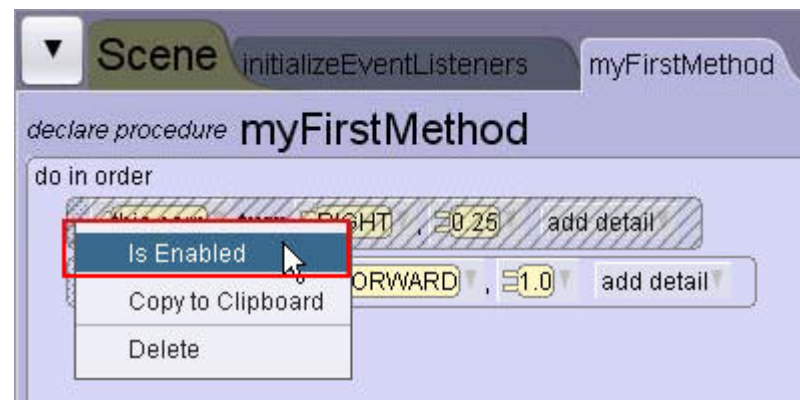 Scene initializeEventListeners myFirstMethod
declare procedure myFirstMethod
do in order
turn RIGHT , 0.25 add detail
Is Enabled
ORWARD , 1.0 add detail
Copy to Clipboard
Delete